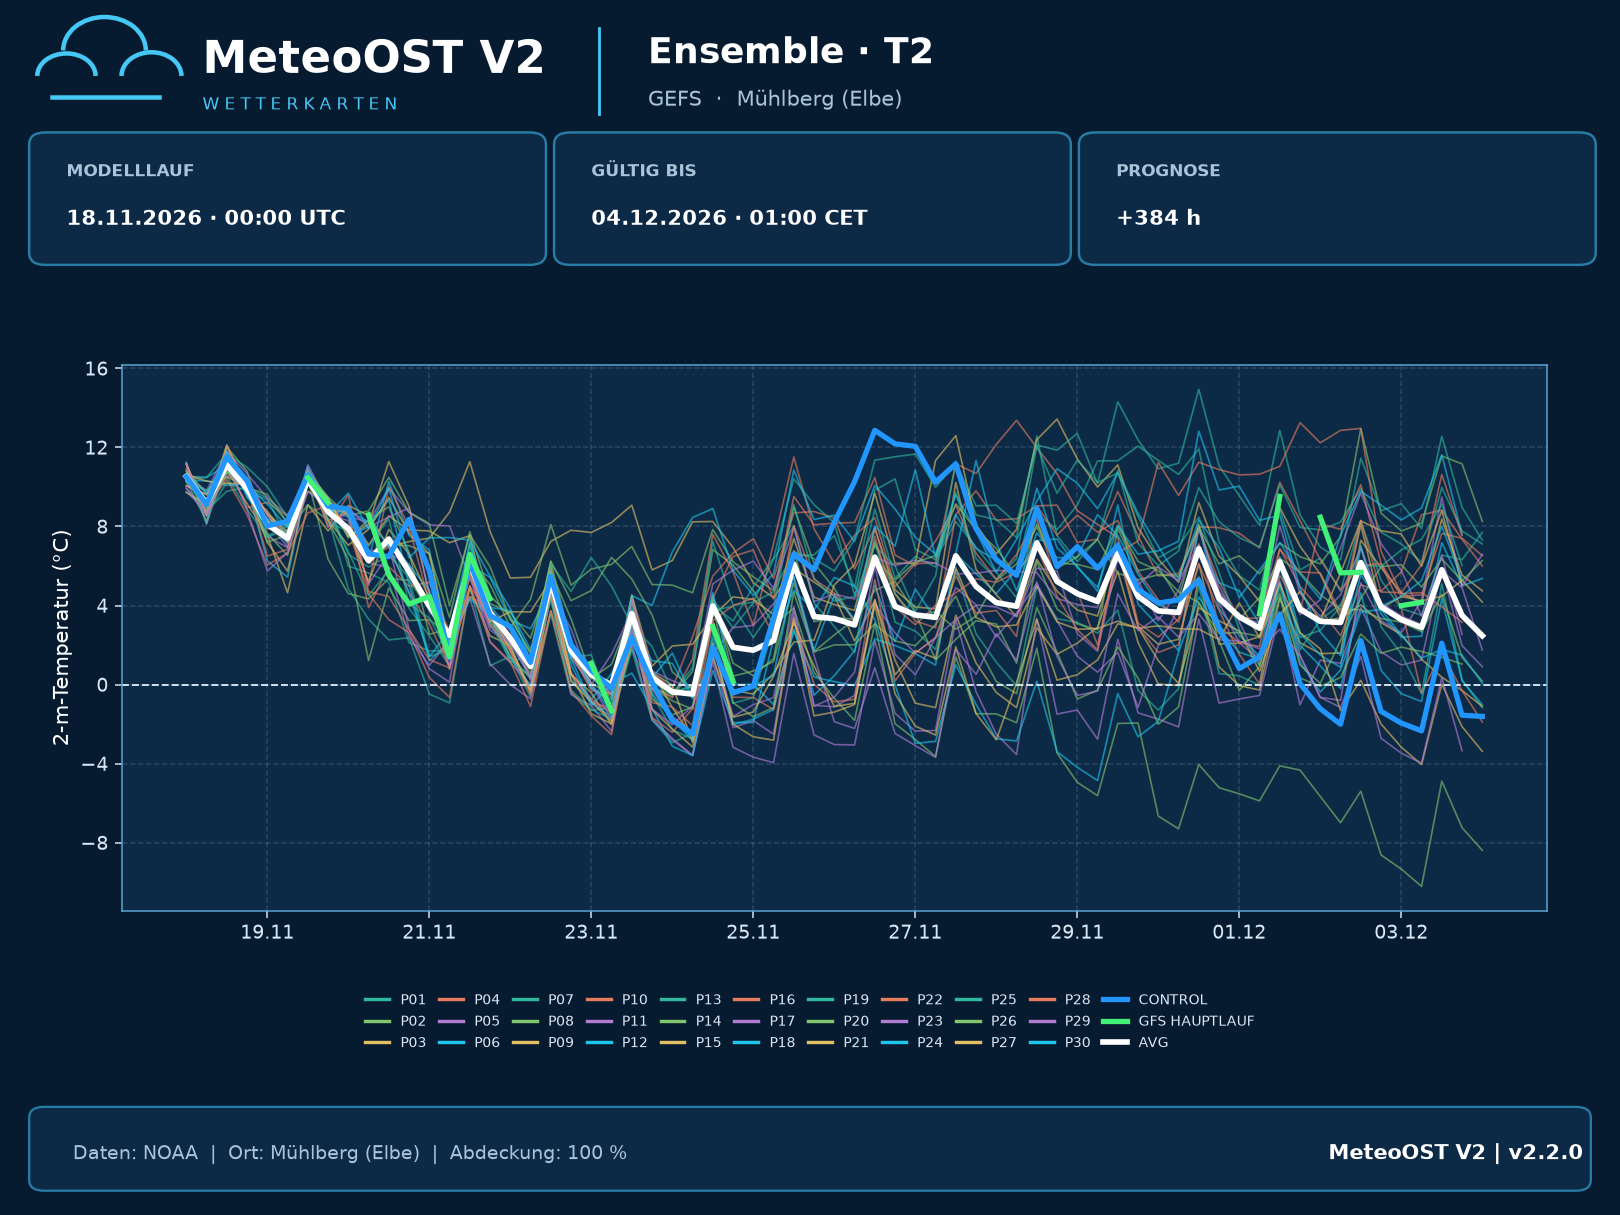 MeteoOST V2
WETTERKARTEN
Ensemble · T2
GEFS · Mühlberg (Elbe)
MODELLLAUF
18.11.2026 · 00:00 UTC
GÜLTIG BIS
04.12.2026 · 01:00 CET
PROGNOSE
+384 h
2-m-Temperatur (°C)
16
12
8
4
0
−4
−8
19.11 21.11 23.11 25.11 27.11 29.11 01.12 03.12
P01 P04 P07 P10 P13 P16 P19 P22 P25 P28 CONTROL
P02 P05 P08 P11 P14 P17 P20 P23 P26 P29 GFS HAUPTLAUF
P03 P06 P09 P12 P15 P18 P21 P24 P27 P30 AVG
Daten: NOAA | Ort: Mühlberg (Elbe) | Abdeckung: 100 %
MeteoOST V2 | v2.2.0